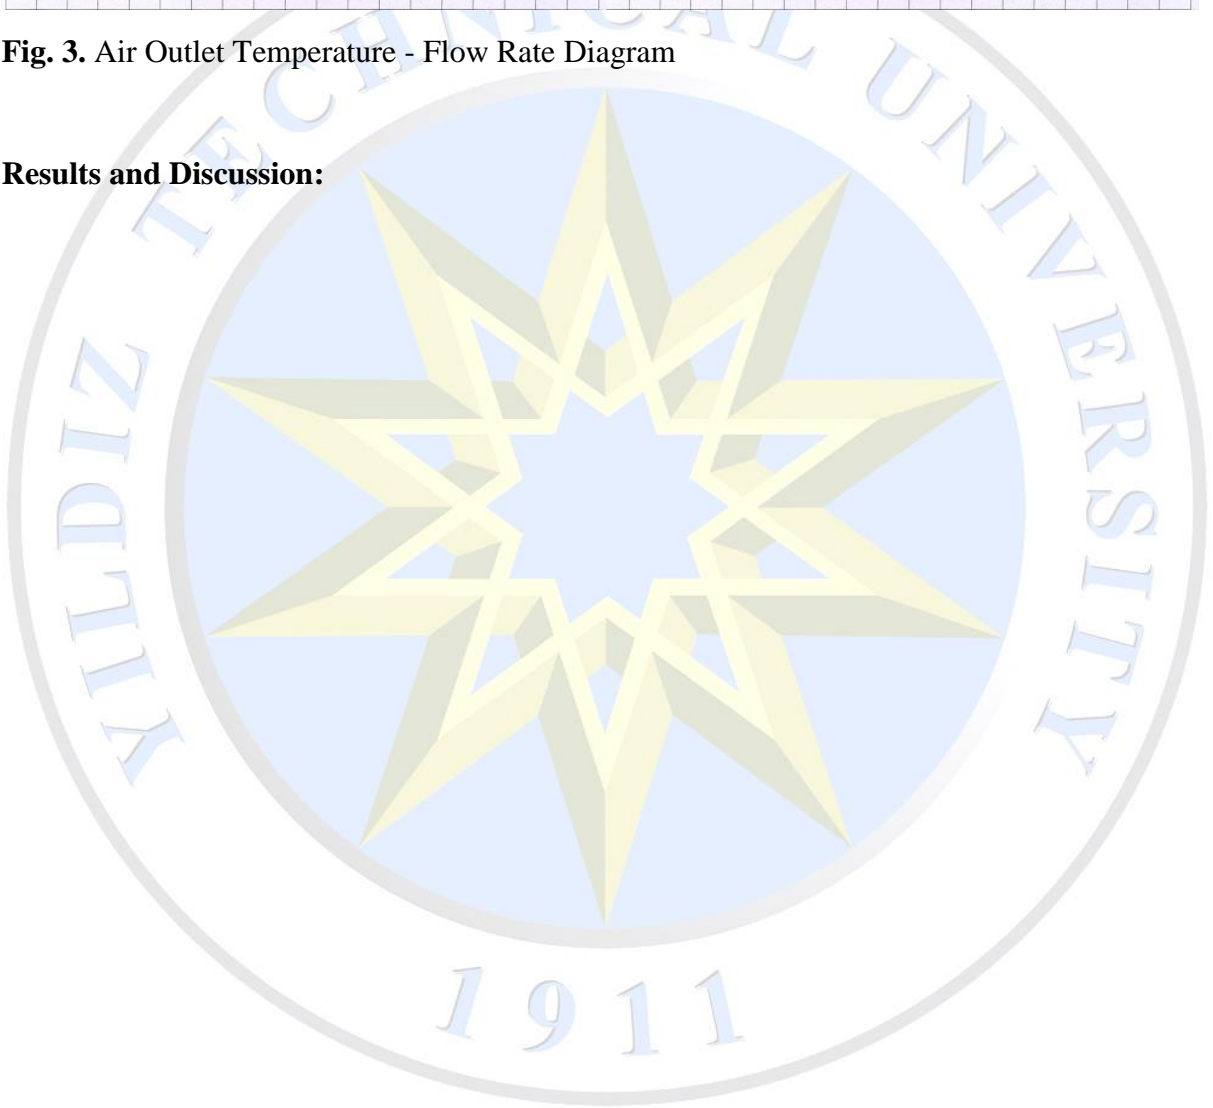 Fig. 3. Air Outlet Temperature - Flow Rate Diagram
Results and Discussion:
YILDIZ TECHNICAL UNIVERSITY
1911